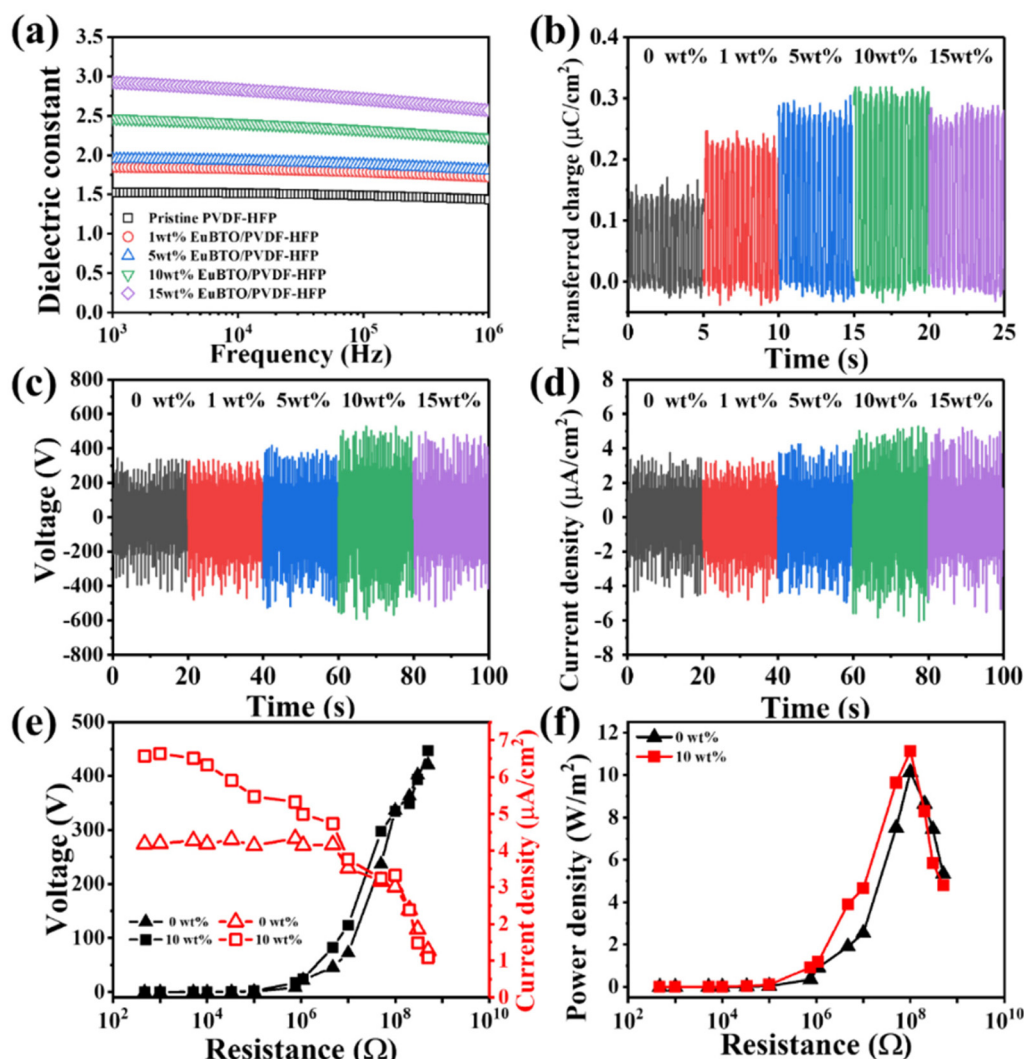 (a)
3.5
3.0
2.5
2.0
1.5
1.0
0.5
0.0
Dielectric constant
Pristine PVDF-HFP
1wt% EuBTO/PVDF-HFP
5wt% EuBTO/PVDF-HFP
10wt% EuBTO/PVDF-HFP
15wt% EuBTO/PVDF-HFP
10³ 10⁴ 10⁵ 10⁶
Frequency (Hz)
(b)
0.4
0.3
0.2
0.1
0.0
Transferred charge (μC/cm²)
0 wt% 1 wt% 5wt% 10wt% 15wt%
0 5 10 15 20 25
Time (s)
(c)
800
600
400
200
0
-200
-400
-600
-800
Voltage (V)
0 wt% 1 wt% 5wt% 10wt% 15wt%
0 20 40 60 80 100
Time (s)
(d)
8
6
4
2
0
-2
-4
-6
-8
Current density (μA/cm²)
0 wt% 1 wt% 5wt% 10wt% 15wt%
0 20 40 60 80 100
Time (s)
(e)
500
400
300
200
100
0
Voltage (V)
0 wt% 0 wt%
10 wt% 10 wt%
7
6
5
4
3
2
1
0
Current density (μA/cm²)
10² 10⁴ 10⁶ 10⁸ 10¹⁰
Resistance (Ω)
(f)
12
10
8
6
4
2
0
Power density (W/m²)
0 wt%
10 wt%
10² 10⁴ 10⁶ 10⁸ 10¹⁰
Resistance (Ω)